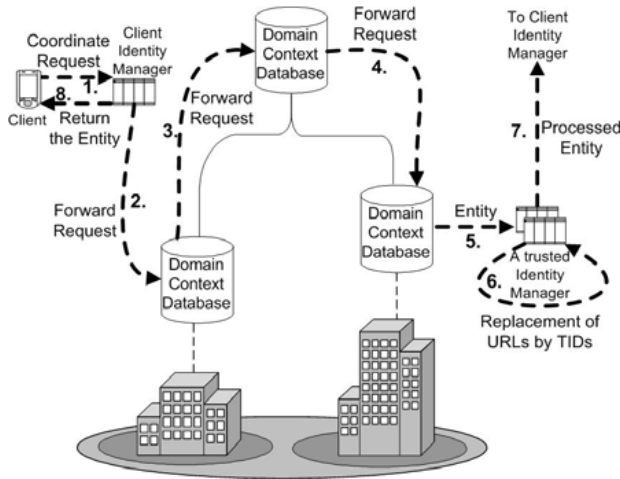 Coordinate
Request
1.
Client
Identity
Manager
8.
Client
Return
the Entity
2.
Forward
Request
Domain
Context
Database
3.
Forward
Request
Domain
Context
Database
Forward
Request
4.
Domain
Context
Database
Entity
5.
A trusted
Identity
Manager
6.
Replacement of
URLs by TIDs
7.
Processed
Entity
To Client
Identity
Manager